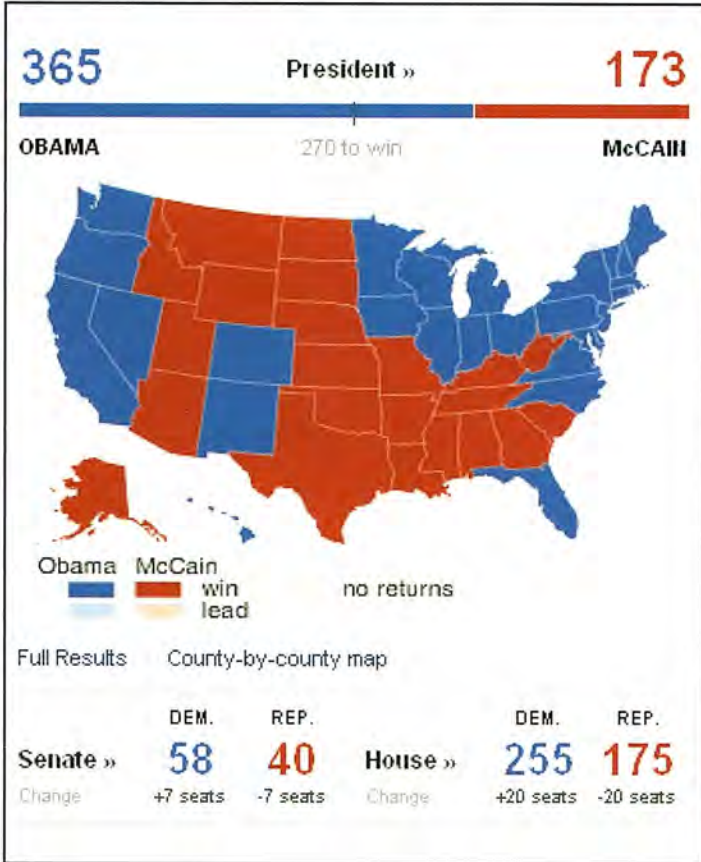 365 President » 173
OBAMA 270 to win McCAIN
Obama McCain
win no returns
lead
Full Results County-by-county map
DEM. REP. DEM. REP.
Senate » 58 40 House » 255 175
Change +7 seats -7 seats Change +20 seats -20 seats